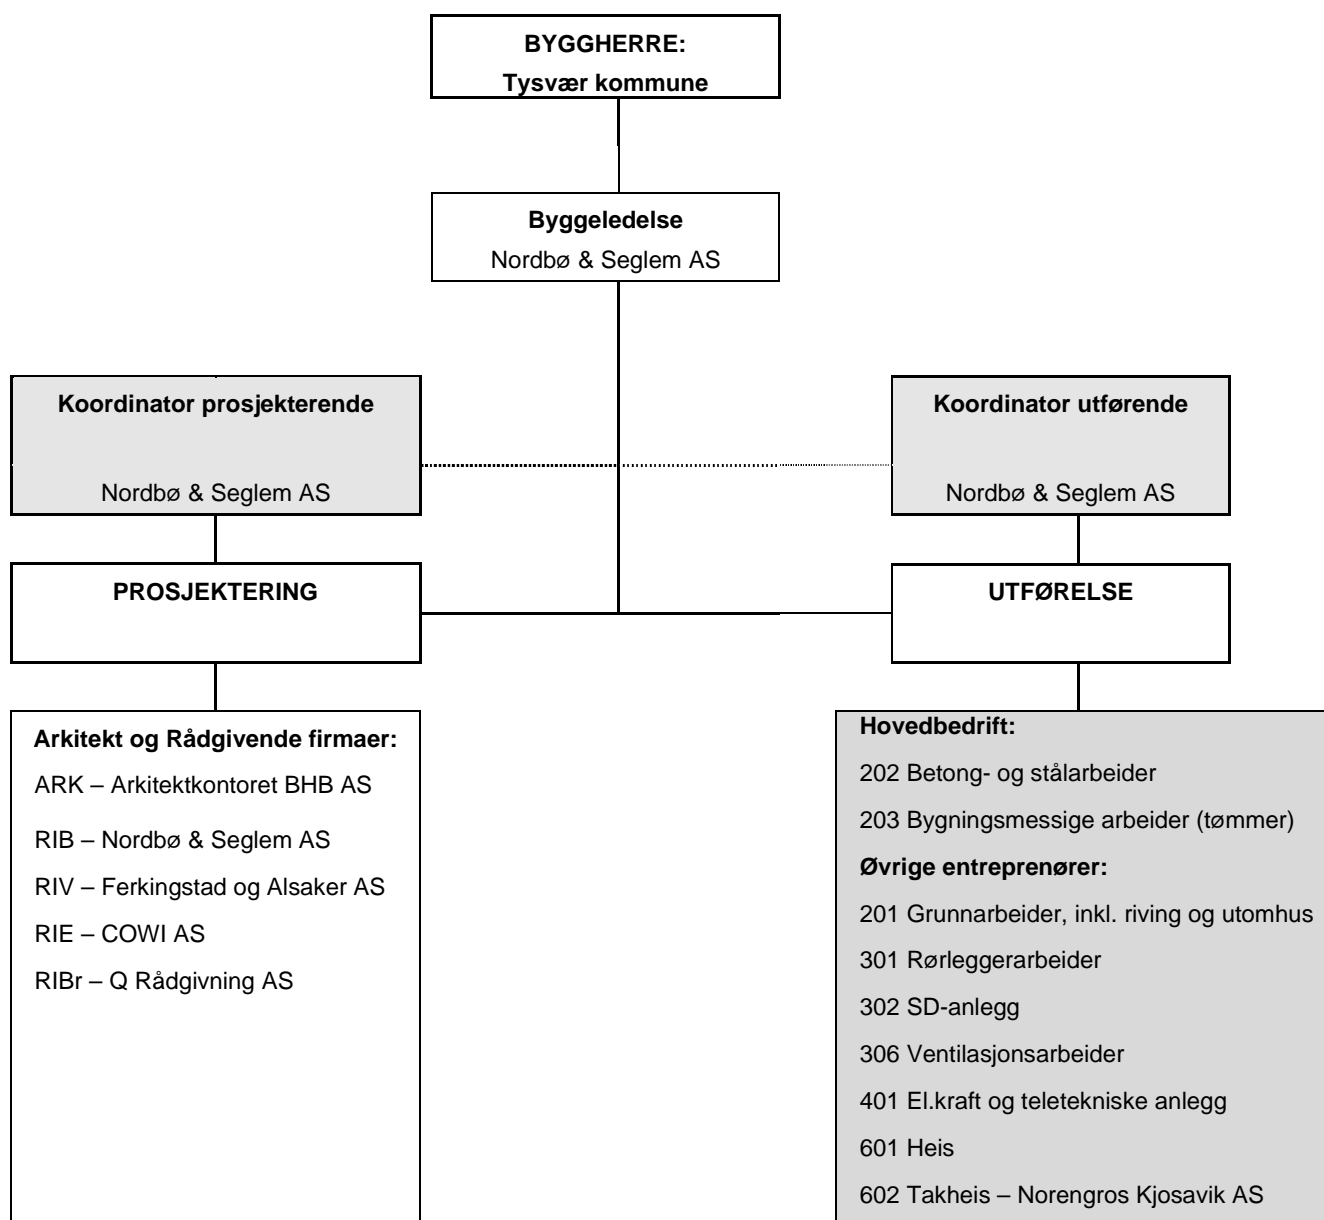 BYGGHERRE:
Tysvær kommune
Byggeledelse
Nordbø & Seglem AS
Koordinator prosjekterende
Nordbø & Seglem AS
Koordinator utførende
Nordbø & Seglem AS
PROSJEKTERING
UTFØRELSE
Arkitekt og Rådgivende firmaer:
ARK – Arkitektkontoret BHB AS
RIB – Nordbø & Seglem AS
RIV – Ferkingstad og Alsaker AS
RIE – COWI AS
RIBr – Q Rådgivning AS
Hovedbedrift:
202 Betong- og stålarbeider
203 Bygningsmessige arbeider (tømmer)
Øvrige entreprenører:
201 Grunnarbeider, inkl. riving og utomhus
301 Rørleggerarbeider
302 SD-anlegg
306 Ventilasjonsarbeider
401 El.kraft og teletekniske anlegg
601 Heis
602 Takheis – Norengros Kjosavik AS